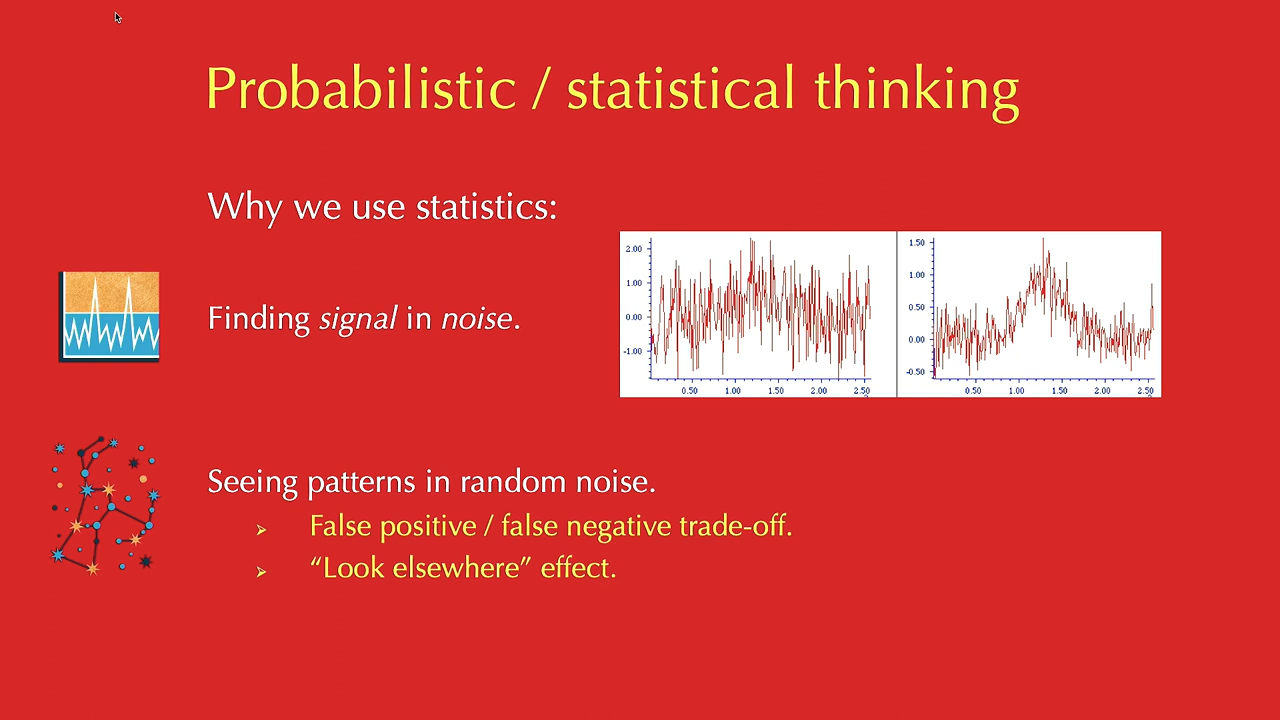 Probabilistic / statistical thinking
Why we use statistics:
Finding signal in noise.
2.00
1.00
0.00
-1.00
0.50 1.00 1.50 2.00 2.50
1.50
1.00
0.50
0.00
-0.50
0.50 1.00 1.50 2.00 2.50
Seeing patterns in random noise.
➢ False positive / false negative trade-off.
➢ “Look elsewhere” effect.